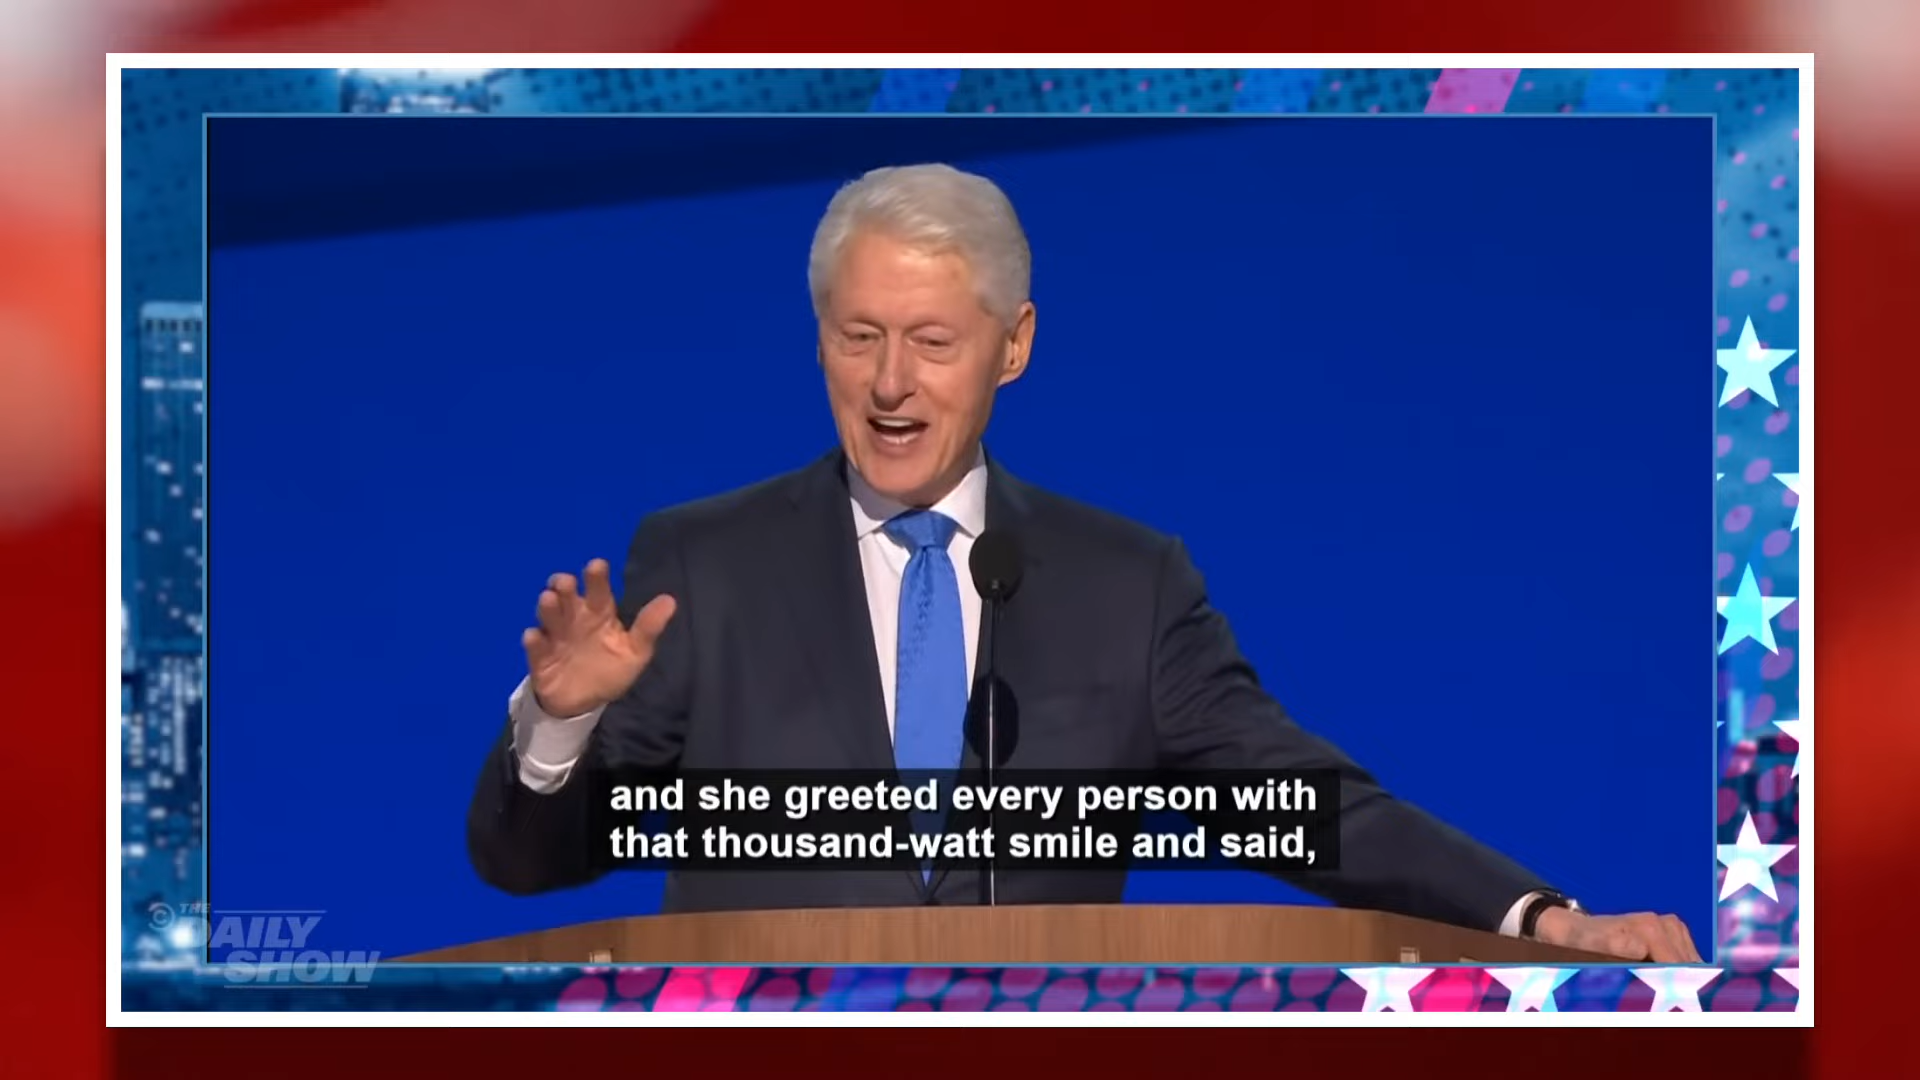 and she greeted every person with
that thousand-watt smile and said,
THE
DAILY
SHOW